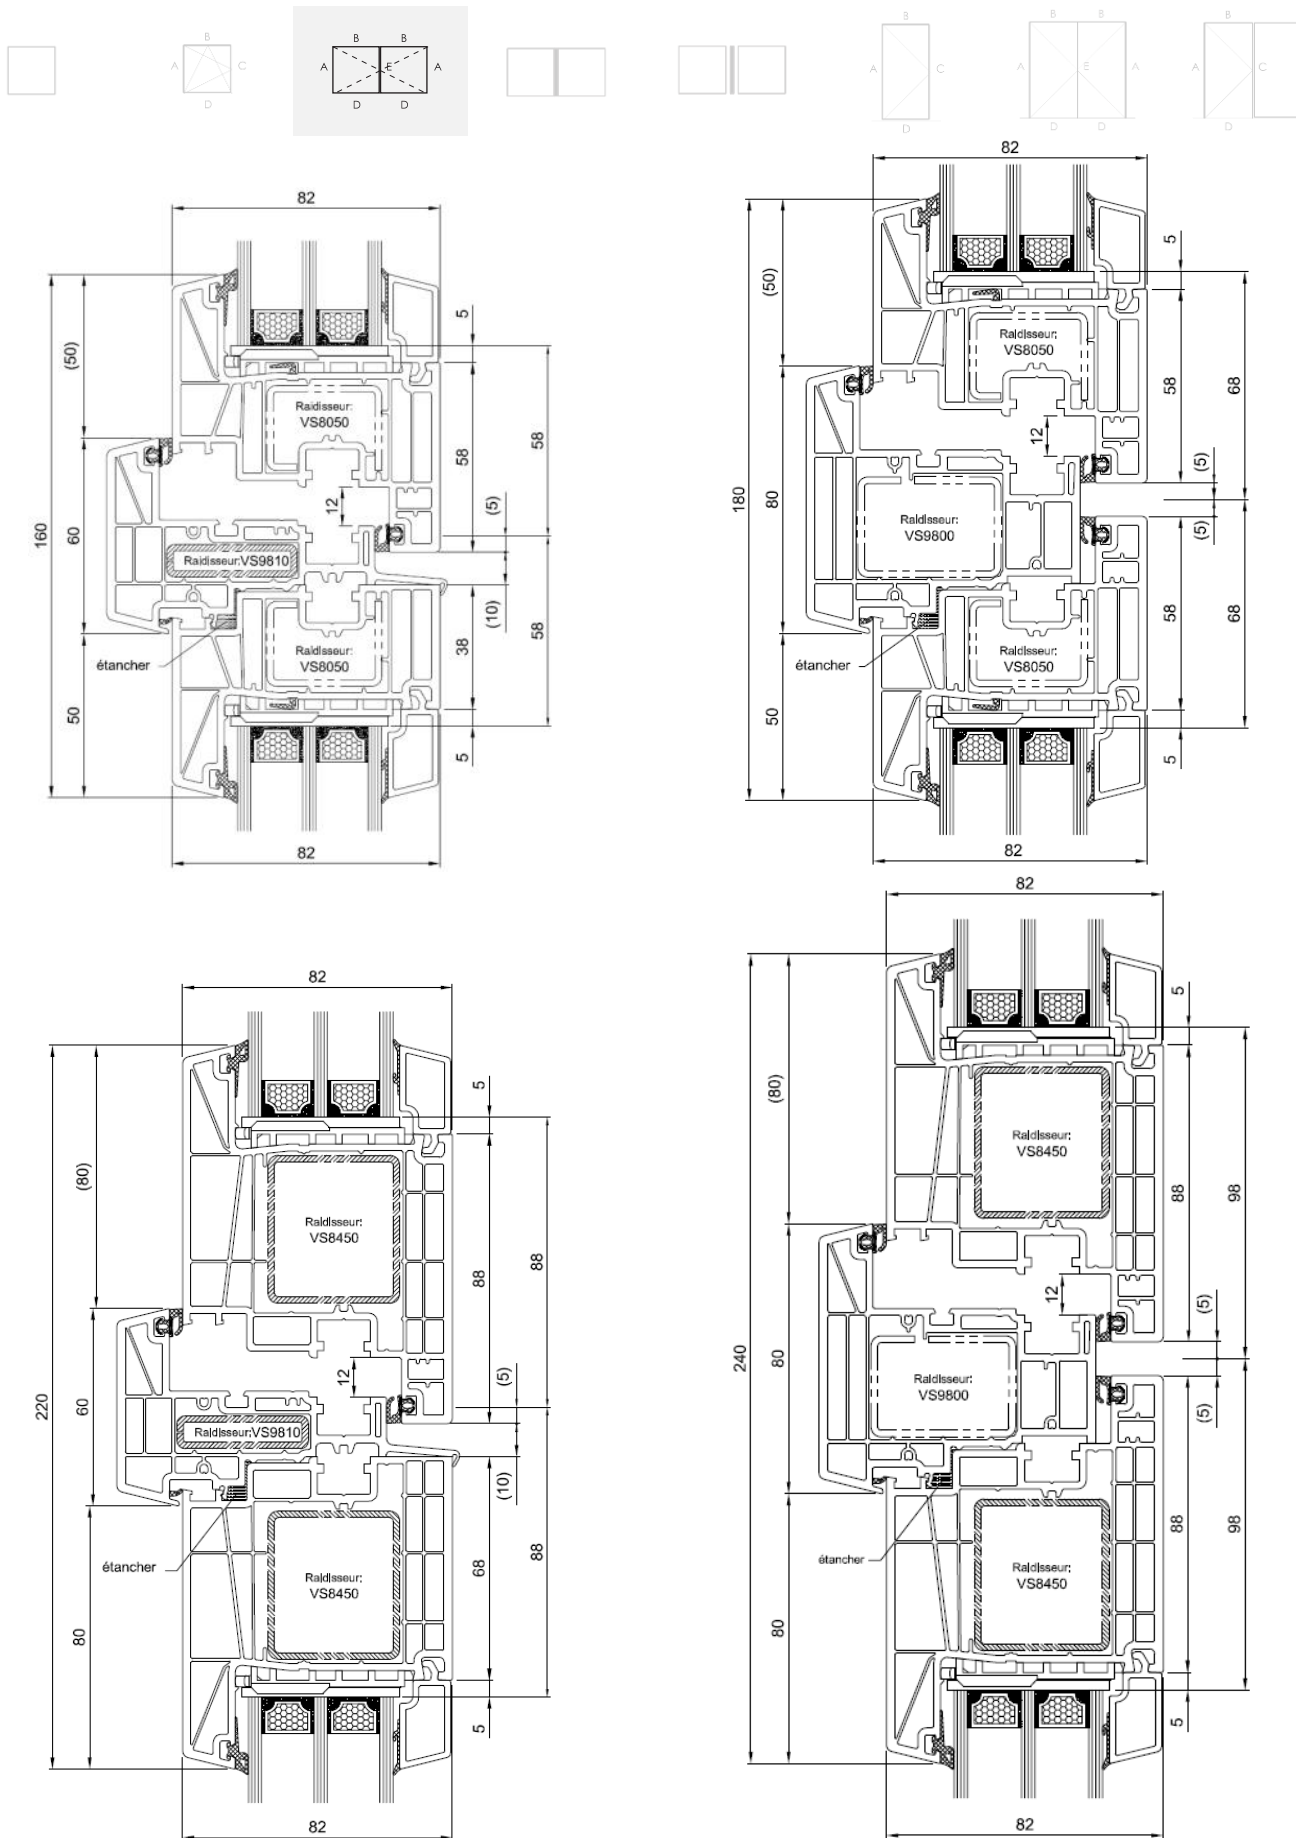 B
A
C
D
B
B
A
E
A
D
D
B
A
C
D
B
B
A
E
A
D
D
B
A
C
D
82
160
(50)
60
50
Raidisseur:
VS8050
12
Raidisseur:VS9810
étancher
Raidisseur:
VS8050
5
58
58
(5)
(10)
38
58
5
82
82
180
(50)
80
50
Raidisseur:
VS8050
12
Raidisseur:
VS9800
étancher
Raidisseur:
VS8050
5
58
68
(5)
(5)
58
68
5
82
82
220
(80)
60
80
Raidisseur:
VS8450
12
Raidisseur:VS9810
étancher
Raidisseur:
VS8450
5
88
88
(5)
(10)
68
88
5
82
82
240
(80)
80
80
Raidisseur:
VS8450
12
Raidisseur:
VS9800
étancher
Raidisseur:
VS8450
5
88
98
(5)
(5)
88
98
5
82